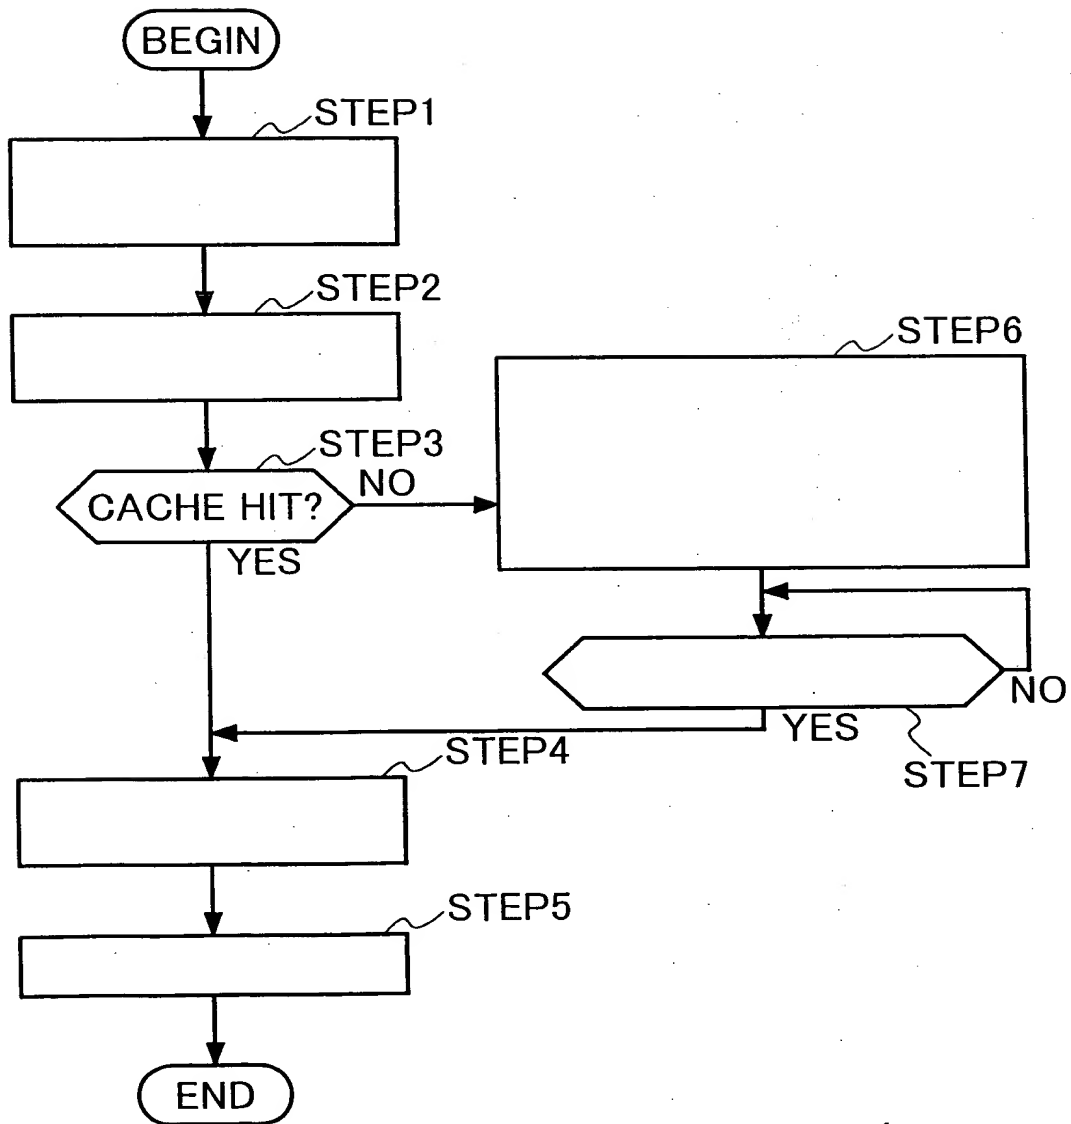 BEGIN
STEP1
STEP2
STEP3
CACHE HIT?
NO
YES
STEP6
NO
YES
STEP7
STEP4
STEP5
END